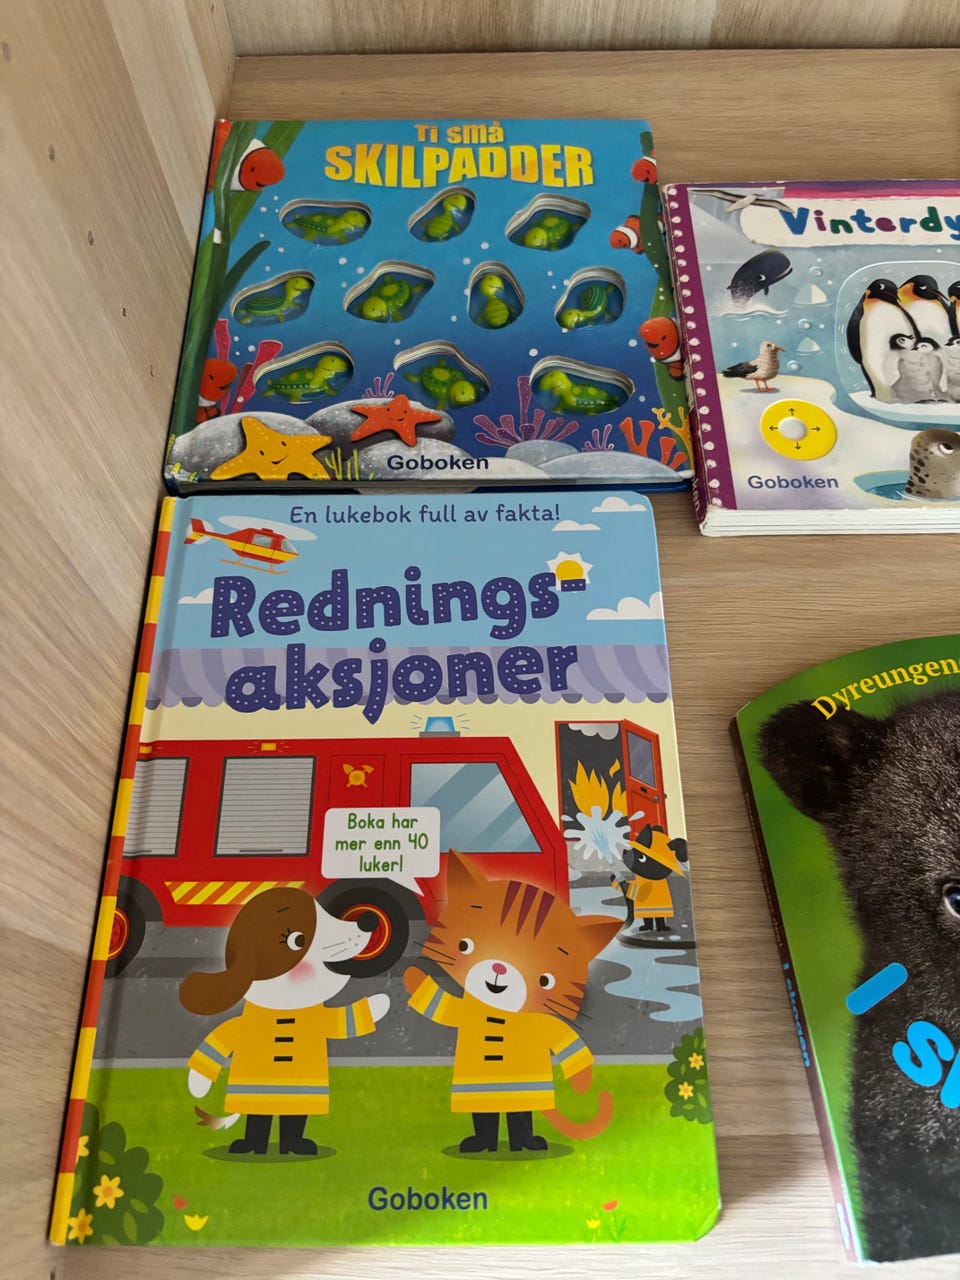 Ti små
SKILPADDER
Goboken
Vinterdy
Goboken
En lukebok full av fakta!
Rednings-
aksjoner
Boka har
mer enn 40
luker!
Goboken
Dyreungene
I s
I skogen